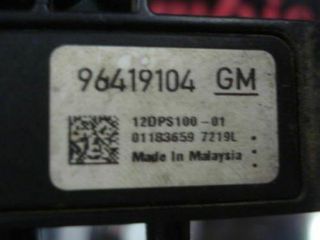 96419104 GM
12DPS100-01
01183659 7219L
Made In Malaysia